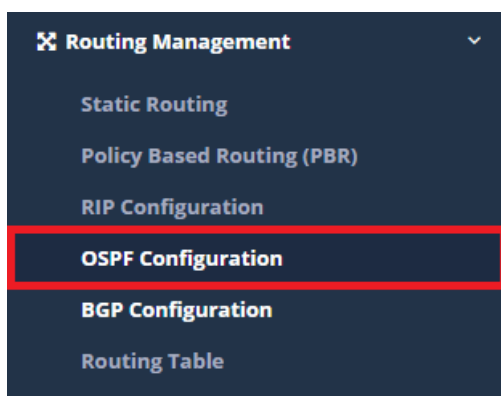 Routing Management
Static Routing
Policy Based Routing (PBR)
RIP Configuration
OSPF Configuration
BGP Configuration
Routing Table